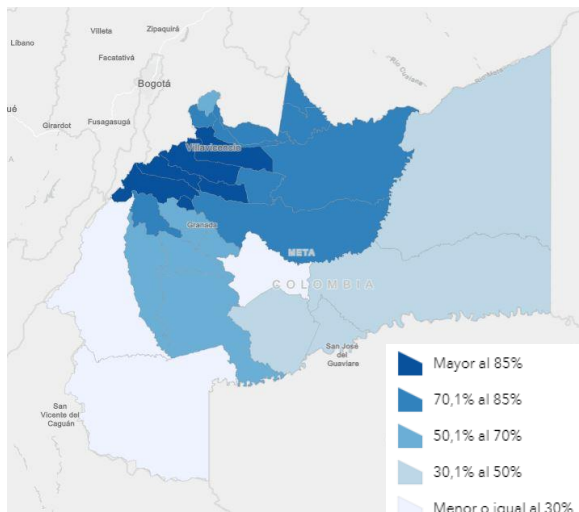 Villeta
Zipaquirá
Líbano
Facatativá
Bogotá
ué
Girardot
Fusagasugá
Río Cusiana
Villavicencio
Granada
META
COLOMBIA
San José
del
Guaviare
San
Vicente del
Caguán
Mayor al 85%
70,1% al 85%
50,1% al 70%
30,1% al 50%
Menor o igual al 30%